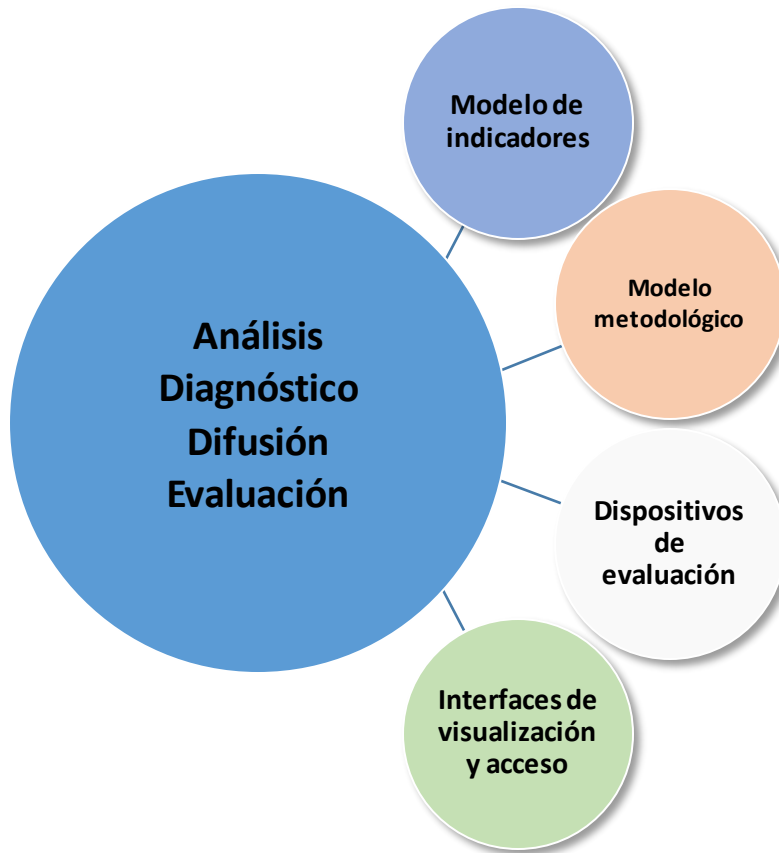 Modelo de
indicadores
Modelo
metodológico
Análisis
Diagnóstico
Difusión
Evaluación
Dispositivos
de
evaluación
Interfaces de
visualización
y acceso